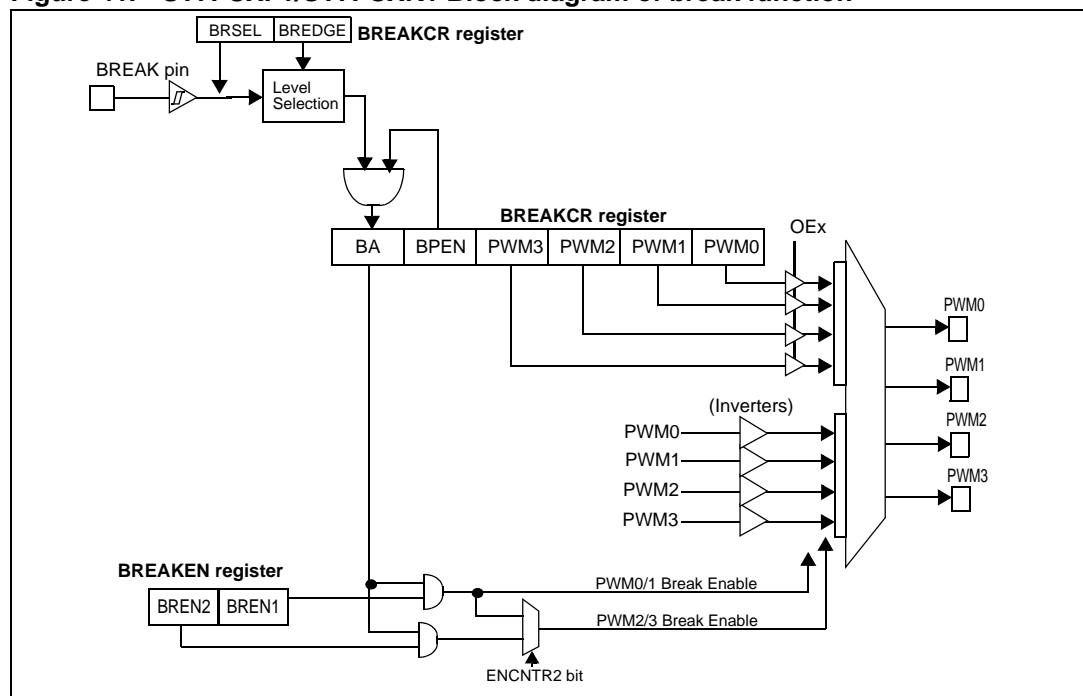 BRSEL BREDGE BREAKCR register
BREAK pin
Level
Selection
BREAKCR register
OEx
BA BPEN PWM3 PWM2 PWM1 PWM0
PWM0
PWM1
PWM2
PWM3
(Inverters)
PWM0
PWM1
PWM2
PWM3
BREAKEN register
BREN2 BREN1
PWM0/1 Break Enable
PWM2/3 Break Enable
ENCNTR2 bit